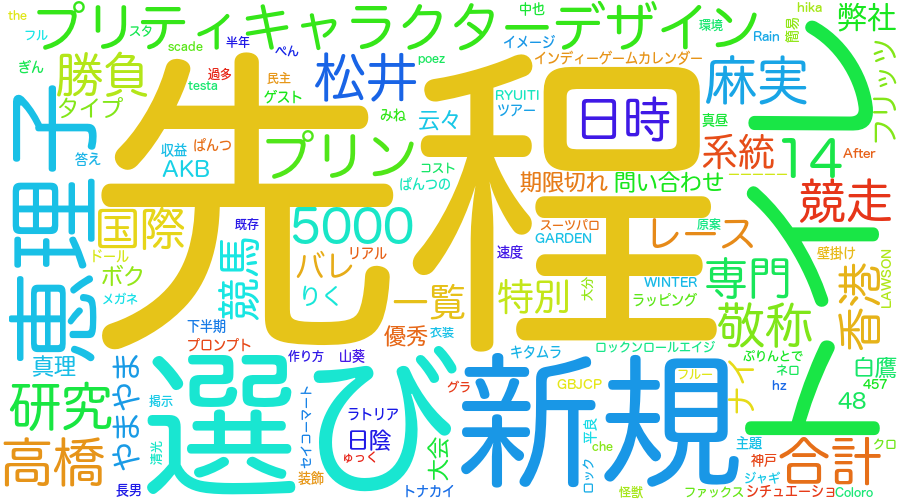 the
フル
スタ
プリティキャラクターデザイン
中也
環境
hika
簡易
弊社
半年
scade
ぺん
イメージ
Rain
ぎん
勝負
過多
testa
民主
ゲスト
松井
poez
インディーゲームカレンダー
麻実
フリッツ
タイプ
みね
RYUITI
ツアー
日時
真昼
恵理子
先程
云々
答え
収益
AKB
ぱんつ
プリン
コスト
ぱんつの
系統
14
After
期限切れ
問い合わせ
ーーーーー
競走
レイト
国際
既存
5000
スーツパロ
GARDEN
原案
レース
壁掛け
ドール
ボク
競馬
バレ
リアル
速度
専門
香港
LAWSON
メガネ
りく
一覧
特別
大分
WINTER
ラッピング
敬称
下半期
優秀
衣装
真理
プロンプト
作り方
山葵
キタムラ
ロックンロールエイジ
ぷりんとで
ネロ
白鷹
457
研究
やまやま
掲示
選び
新規
グラ
GBJCP
フルー
ナイ
hz
48
セイコーマート
ラトリア
日陰
大会
平良
che
主題
クロ
高橋
清光
ゅっく
装飾
ロック
神戸
合計
ジャギ
長男
トナカイ
怪獣
ファックス
シチュエーショ
Coloro